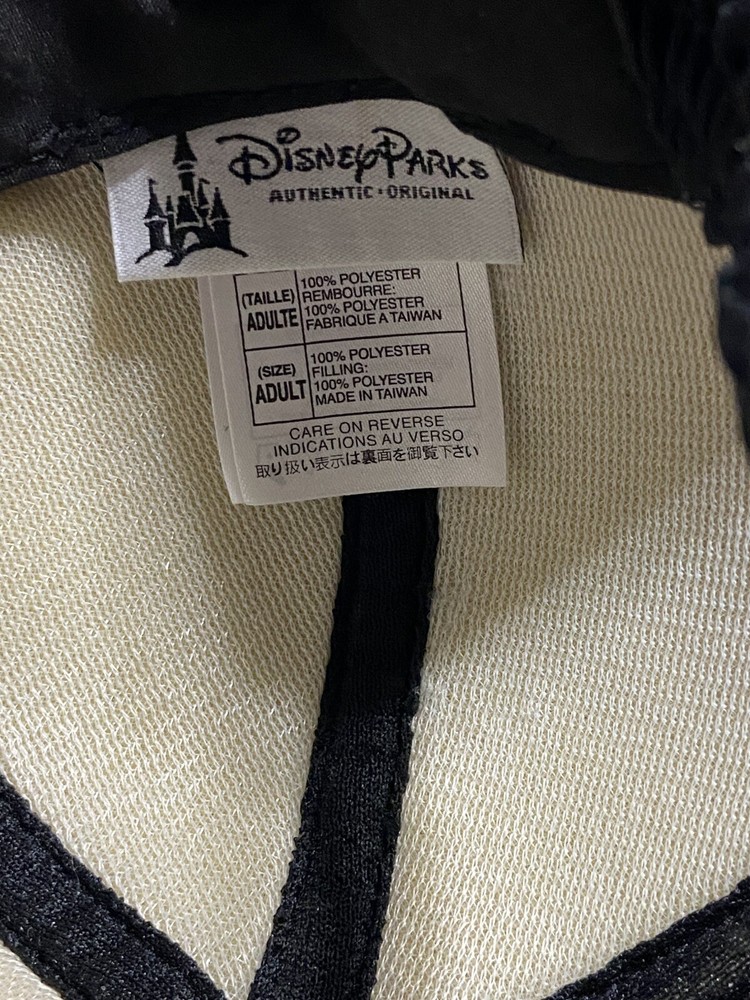 DISNEY PARKS
AUTHENTIC • ORIGINAL
100% POLYESTER
(TAILLE) REMBOURRE:
ADULTE 100% POLYESTER
FABRIQUE A TAIWAN
100% POLYESTER
(SIZE) FILLING:
ADULT 100% POLYESTER
MADE IN TAIWAN
CARE ON REVERSE
INDICATIONS AU VERSO
取り扱い表示は裏面を御覧下さい